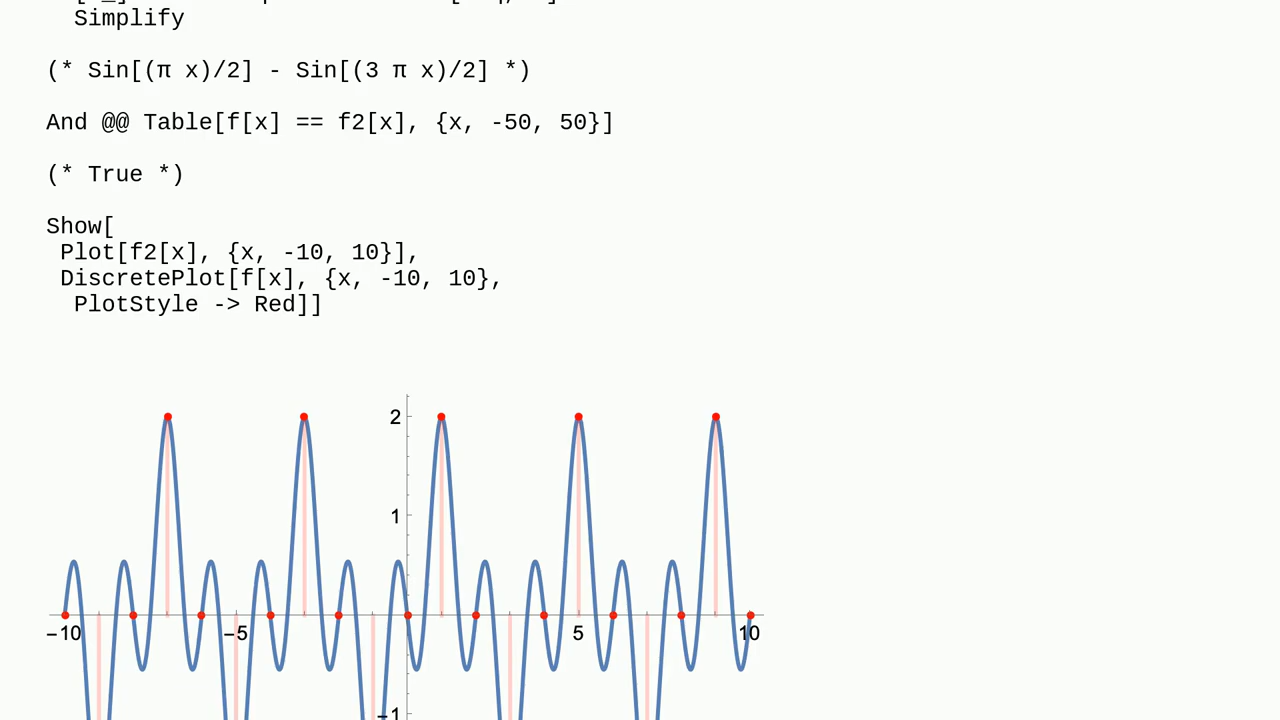 Simplify
(* Sin[(π x)/2] - Sin[(3 π x)/2] *)
And @@ Table[f[x] == f2[x], {x, -50, 50}]
(* True *)
Show[
Plot[f2[x], {x, -10, 10}],
DiscretePlot[f[x], {x, -10, 10},
PlotStyle -> Red]]
2
1
−10
−5
5
10
−1